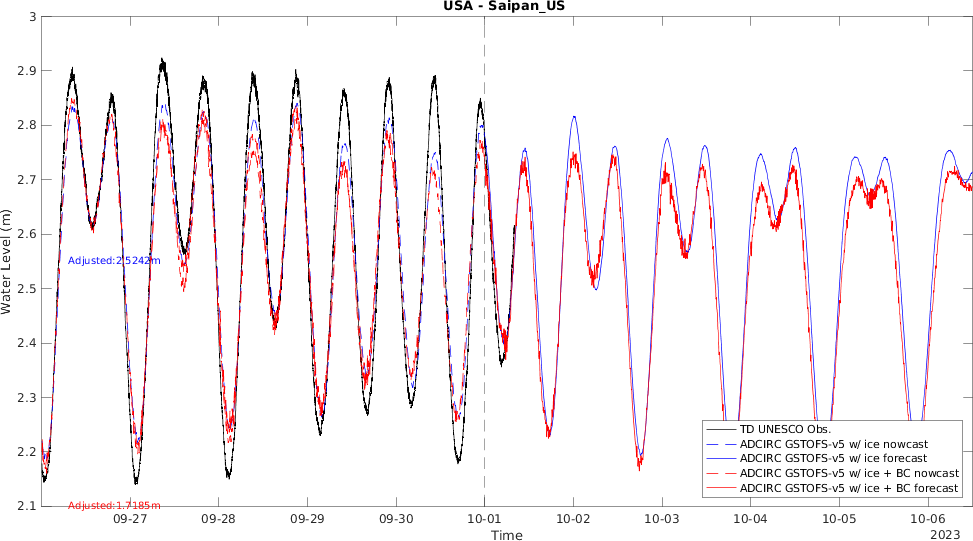 USA - Saipan_US
3
2.9
2.8
2.7
2.6
2.5
2.4
2.3
2.2
2.1
Water Level (m)
Adjusted:2.5242m
Adjusted:1.7185m
TD UNESCO Obs.
ADCIRC GSTOFS-v5 w/ ice nowcast
ADCIRC GSTOFS-v5 w/ ice forecast
ADCIRC GSTOFS-v5 w/ ice + BC nowcast
ADCIRC GSTOFS-v5 w/ ice + BC forecast
09-27 09-28 09-29 09-30 10-01 10-02 10-03 10-04 10-05 10-06
2023
Time